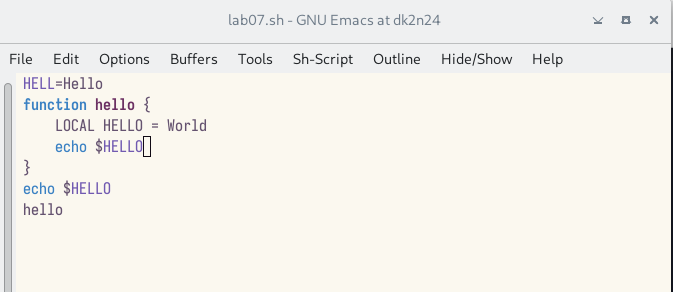 lab07.sh - GNU Emacs at dk2n24
File Edit Options Buffers Tools Sh-Script Outline Hide/Show Help
HELL=Hello
function hello {
    LOCAL HELLO = World
    echo $HELLO
}
echo $HELLO
hello